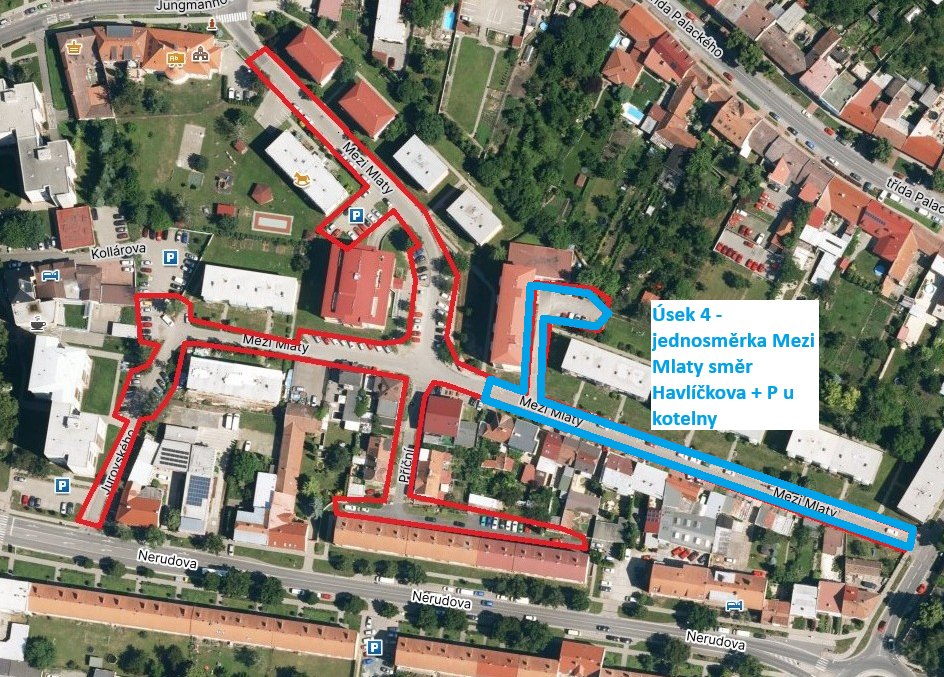 Jungmanno
třída Palackého
Mezi Mlaty
třída Palac
P
Kollárova
P
Mezi Mlaty
Úsek 4 -
jednosměrka Mezi
Mlaty směr
Havlíčkova + P u
kotelny
Mezi Mlaty
Jurovského
Příční
P
Mezi Mlaty
Nerudova
Nerudova
Nerudova
P